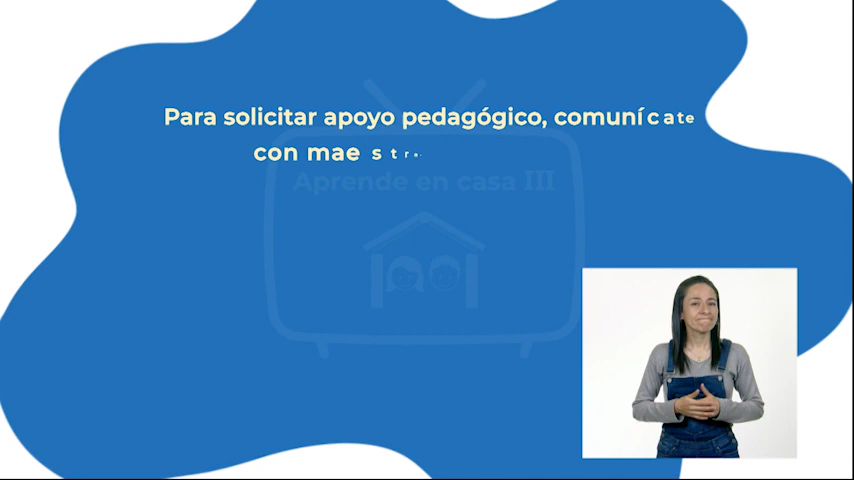 Para solicitar apoyo pedagógico, comunícate
con maestr
Aprende en casa III